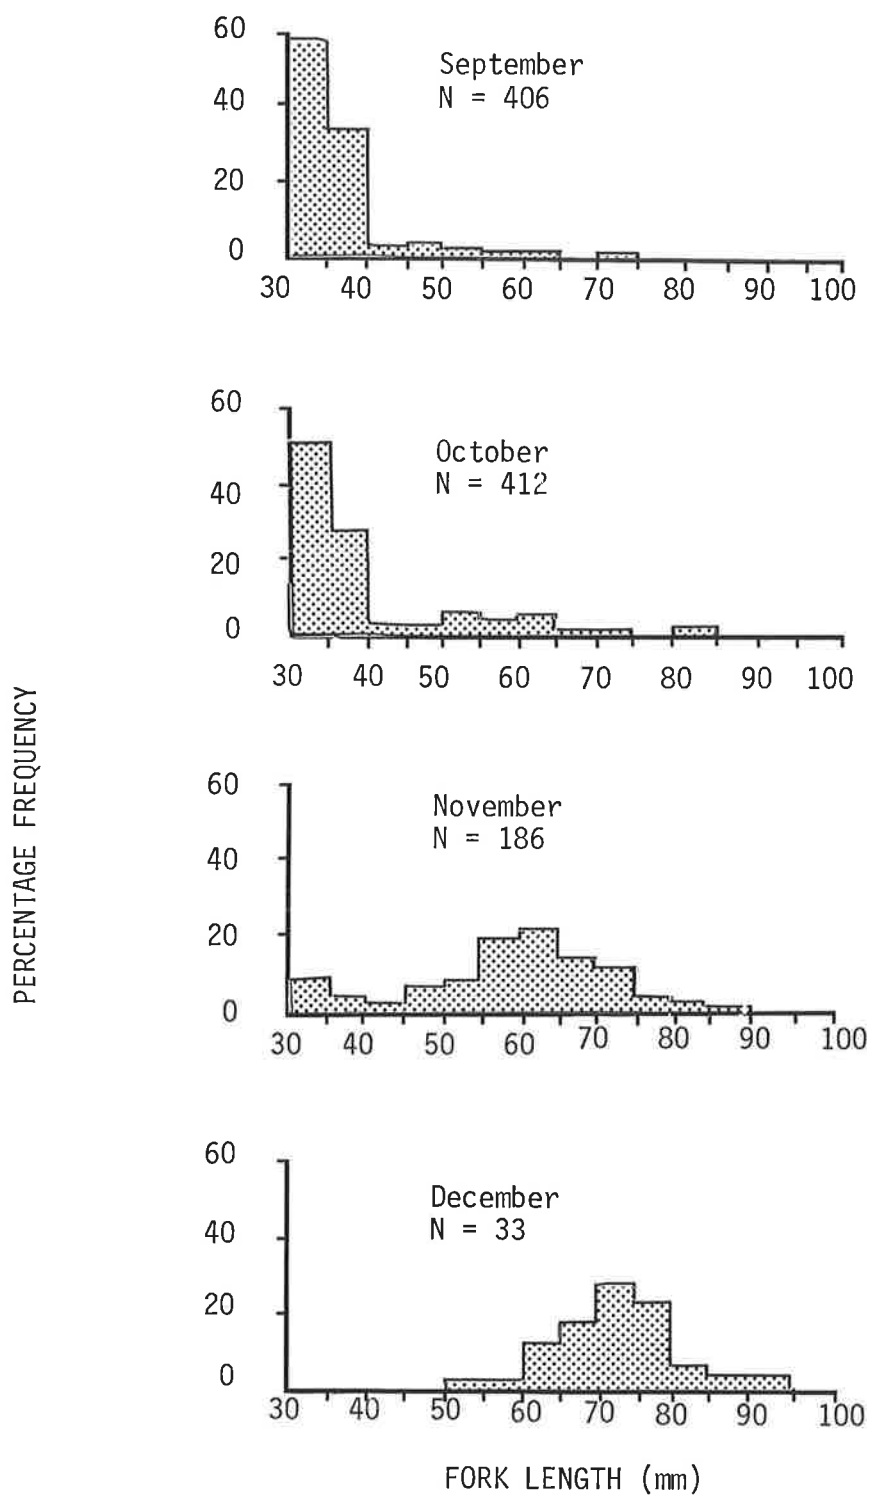 PERCENTAGE FREQUENCY
60
40
20
0
September
N = 406
30 40 50 60 70 80 90 100
60
40
20
0
October
N = 412
30 40 50 60 70 80 90 100
60
40
20
0
November
N = 186
30 40 50 60 70 80 90 100
60
40
20
0
December
N = 33
30 40 50 60 70 80 90 100
FORK LENGTH (mm)